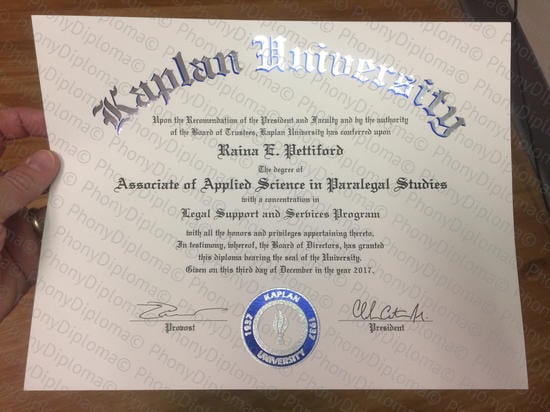 Kaplan University
Upon the Recomendation of the President and Faculty and by the authority
of the Board of Trustees, Kaplan University has conferred upon
Raina E. Pettiford
The degree of
Associate of Applied Science in Paralegal Studies
with a concentration in
Legal Support and Services Program
with all the honors and privileges appertaining thereto.
In testimony, whereof, the Board of Directors, has granted
this diploma bearing the seal of the University.
Given on this third day of December in the year 2017.
Provost
President
KAPLAN
1937 1937
UNIVERSITY
PhonyDiploma©